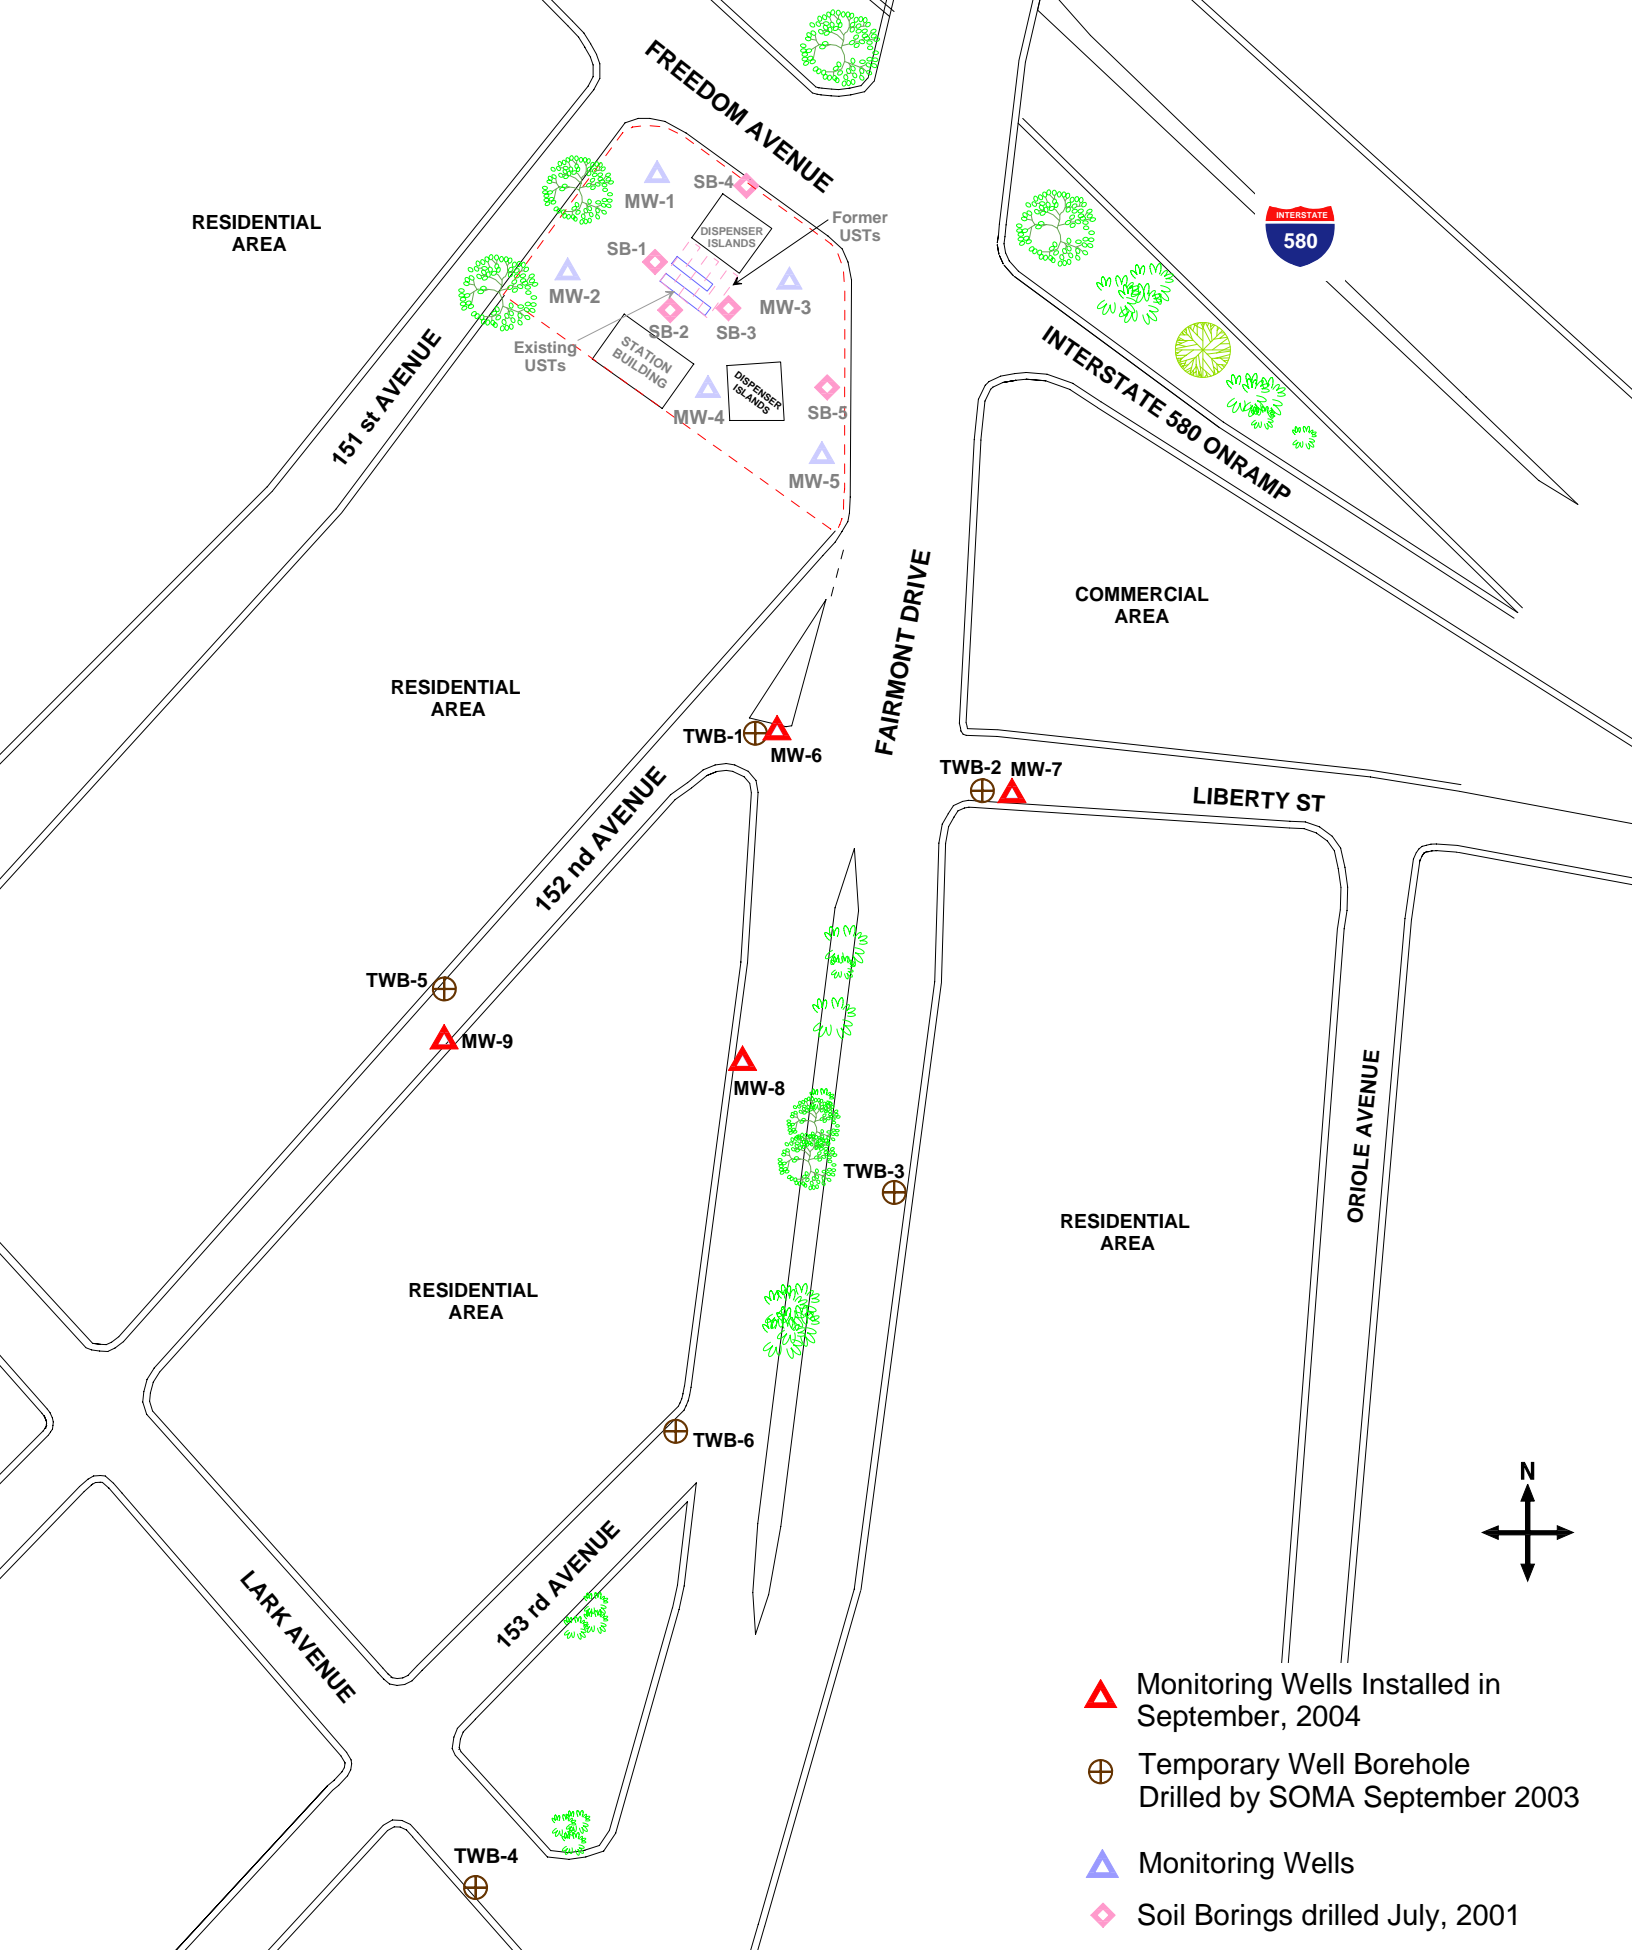 FREEDOM AVENUE
RESIDENTIAL
AREA
SB-4
MW-1
DISPENSER
ISLANDS
Former
USTs
INTERSTATE
580
SB-1
MW-2
MW-3
SB-2
SB-3
Existing
USTs
STATION
BUILDING
DISPENSER
ISLANDS
MW-4
SB-5
MW-5
151 st AVENUE
INTERSTATE 580 ONRAMP
COMMERCIAL
AREA
FAIRMONT DRIVE
RESIDENTIAL
AREA
TWB-1
MW-6
TWB-2
MW-7
LIBERTY ST
152 nd AVENUE
TWB-5
MW-9
MW-8
TWB-3
ORIOLE AVENUE
RESIDENTIAL
AREA
RESIDENTIAL
AREA
TWB-6
N
153 rd AVENUE
LARK AVENUE
TWB-4
Monitoring Wells Installed in
September, 2004
Temporary Well Borehole
Drilled by SOMA September 2003
Monitoring Wells
Soil Borings drilled July, 2001